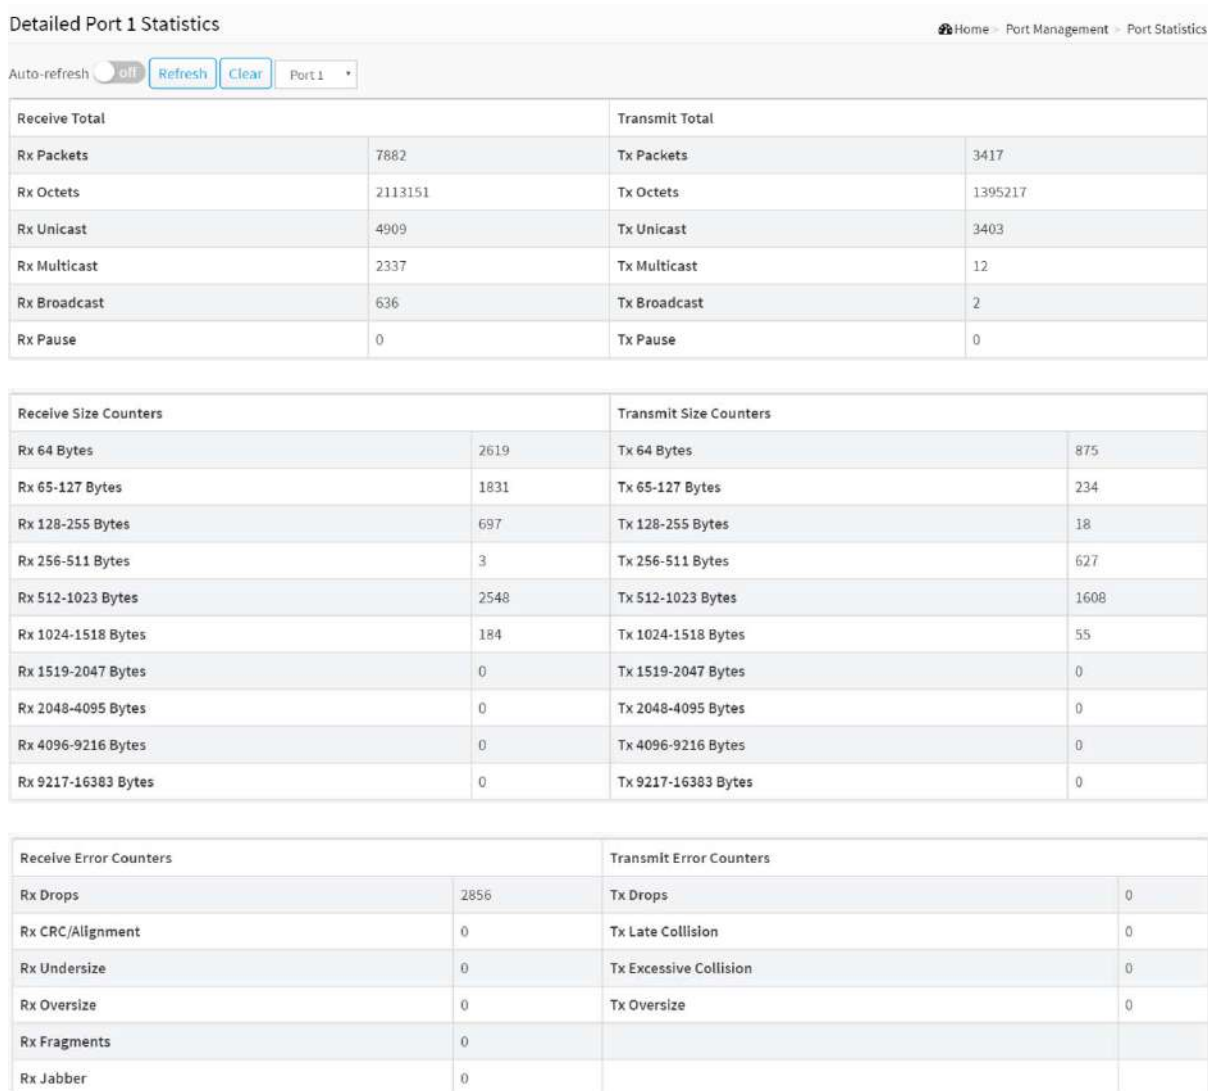 Detailed Port 1 Statistics
Home > Port Management > Port Statistics
Auto-refresh off Refresh Clear Port 1
Receive Total Transmit Total
Rx Packets 7882 Tx Packets 3417
Rx Octets 2113151 Tx Octets 1395217
Rx Unicast 4909 Tx Unicast 3403
Rx Multicast 2337 Tx Multicast 12
Rx Broadcast 636 Tx Broadcast 2
Rx Pause 0 Tx Pause 0
Receive Size Counters Transmit Size Counters
Rx 64 Bytes 2619 Tx 64 Bytes 875
Rx 65-127 Bytes 1831 Tx 65-127 Bytes 234
Rx 128-255 Bytes 697 Tx 128-255 Bytes 18
Rx 256-511 Bytes 3 Tx 256-511 Bytes 627
Rx 512-1023 Bytes 2548 Tx 512-1023 Bytes 1608
Rx 1024-1518 Bytes 184 Tx 1024-1518 Bytes 55
Rx 1519-2047 Bytes 0 Tx 1519-2047 Bytes 0
Rx 2048-4095 Bytes 0 Tx 2048-4095 Bytes 0
Rx 4096-9216 Bytes 0 Tx 4096-9216 Bytes 0
Rx 9217-16383 Bytes 0 Tx 9217-16383 Bytes 0
Receive Error Counters Transmit Error Counters
Rx Drops 2856 Tx Drops 0
Rx CRC/Alignment 0 Tx Late Collision 0
Rx Undersize 0 Tx Excessive Collision 0
Rx Oversize 0 Tx Oversize 0
Rx Fragments 0
Rx Jabber 0